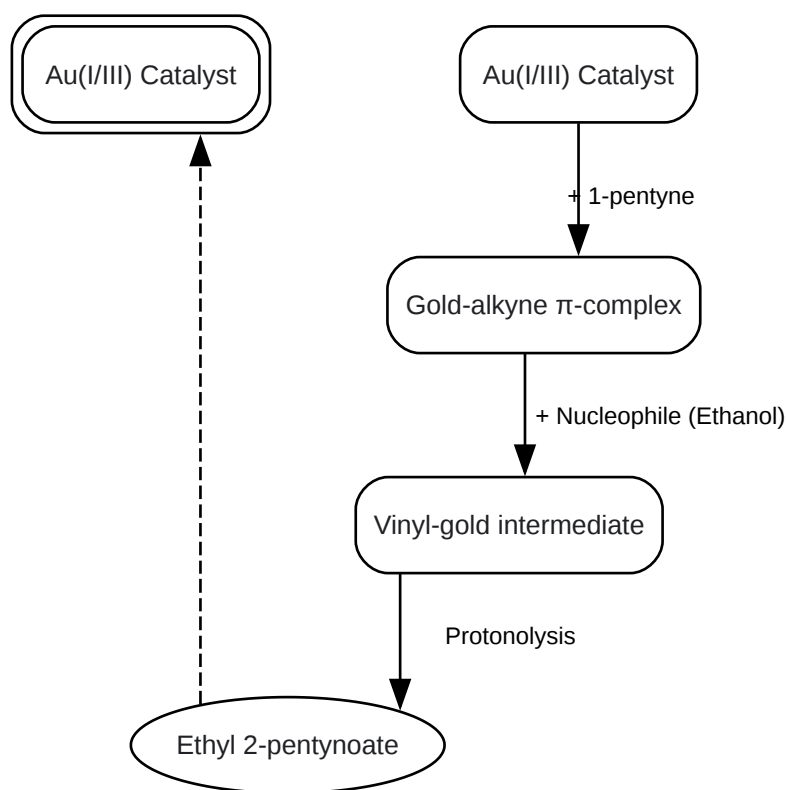 Au(I/III) Catalyst
Au(I/III) Catalyst
+ 1-pentyne
Gold-alkyne π-complex
+ Nucleophile (Ethanol)
Vinyl-gold intermediate
Protonolysis
Ethyl 2-pentynoate